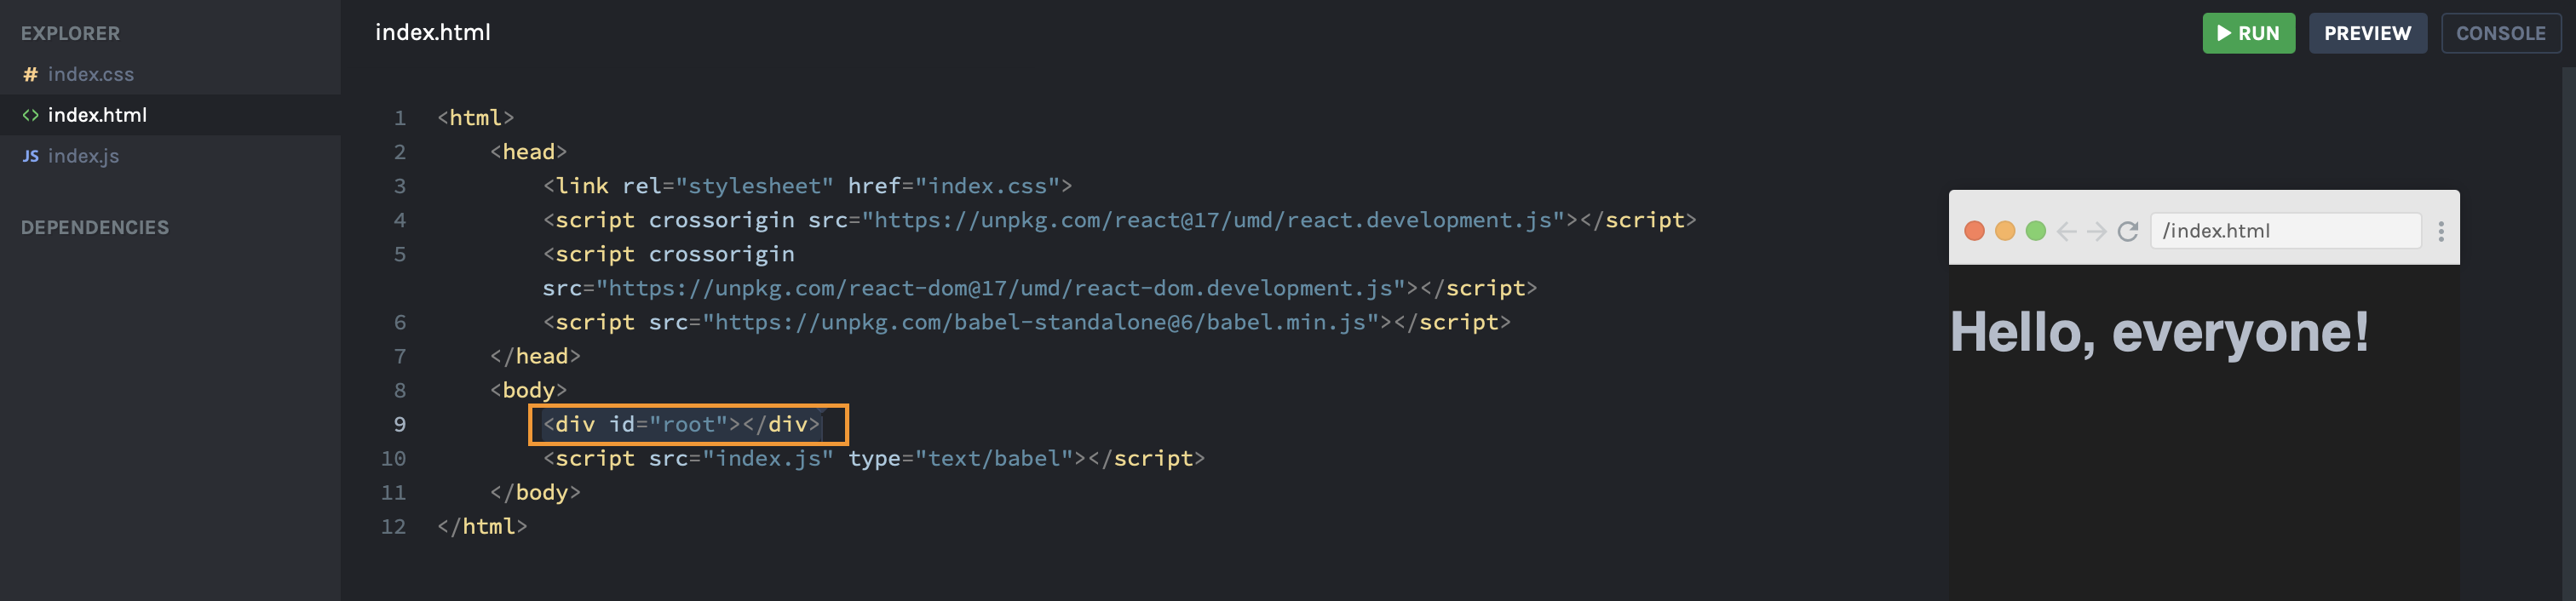 EXPLORER
# index.css
<> index.html
JS index.js
DEPENDENCIES
index.html
RUN
PREVIEW
CONSOLE
1 <html>
2 <head>
3 <link rel="stylesheet" href="index.css">
4 <script crossorigin src="https://unpkg.com/react@17/umd/react.development.js"></script>
5 <script crossorigin
src="https://unpkg.com/react-dom@17/umd/react-dom.development.js"></script>
6 <script src="https://unpkg.com/babel-standalone@6/babel.min.js"></script>
7 </head>
8 <body>
9 <div id="root"></div>
10 <script src="index.js" type="text/babel"></script>
11 </body>
12 </html>
/index.html
Hello, everyone!